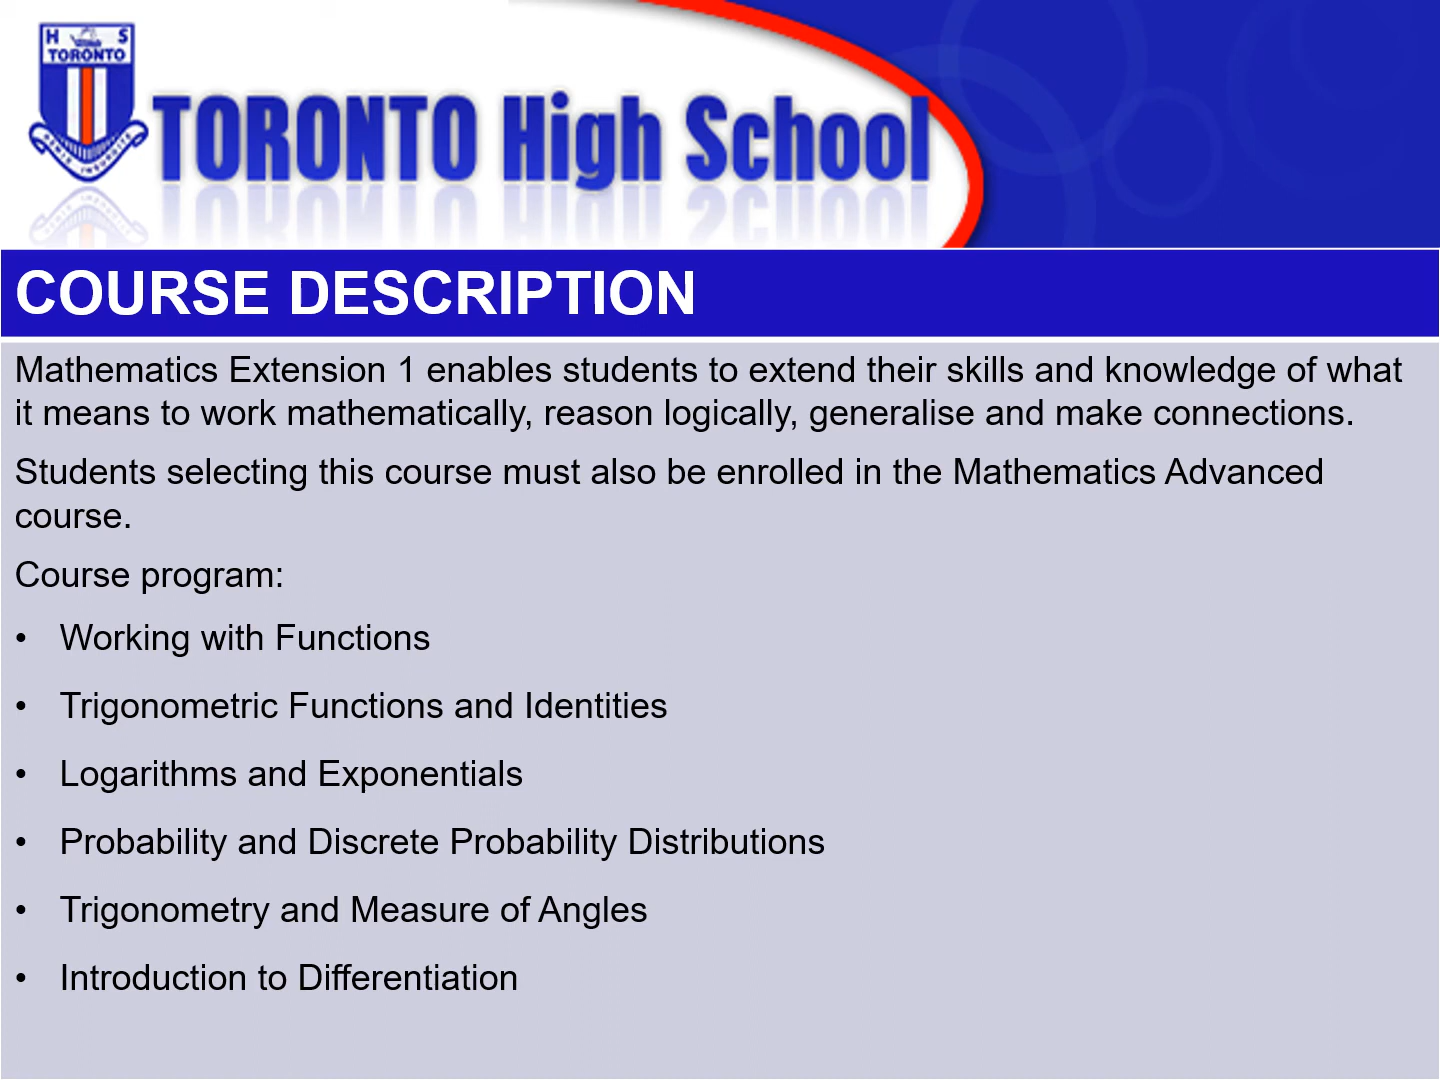 H S
TORONTO
TORONTO High School
COURSE DESCRIPTION
Mathematics Extension 1 enables students to extend their skills and knowledge of what
it means to work mathematically, reason logically, generalise and make connections.
Students selecting this course must also be enrolled in the Mathematics Advanced
course.
Course program:
• Working with Functions
• Trigonometric Functions and Identities
• Logarithms and Exponentials
• Probability and Discrete Probability Distributions
• Trigonometry and Measure of Angles
• Introduction to Differentiation